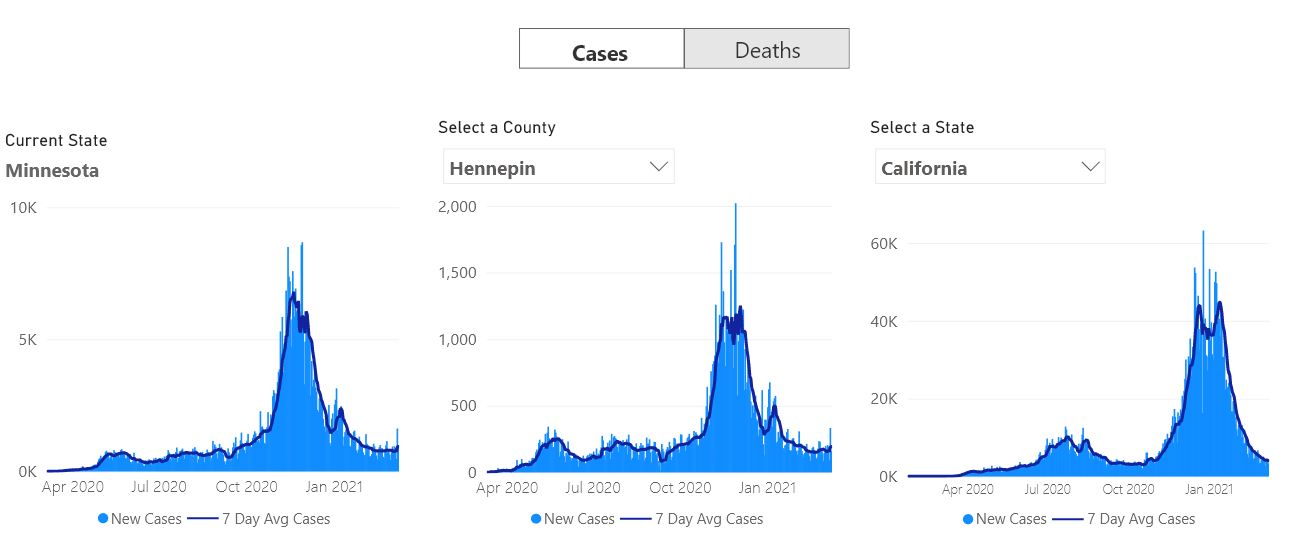 Cases
Deaths
Current State
Minnesota
10K
5K
0K
Apr 2020
Jul 2020
Oct 2020
Jan 2021
New Cases
7 Day Avg Cases
Select a County
Hennepin
2,000
1,500
1,000
500
0
Apr 2020
Jul 2020
Oct 2020
Jan 2021
New Cases
7 Day Avg Cases
Select a State
California
60K
40K
20K
0K
Apr 2020
Jul 2020
Oct 2020
Jan 2021
New Cases
7 Day Avg Cases